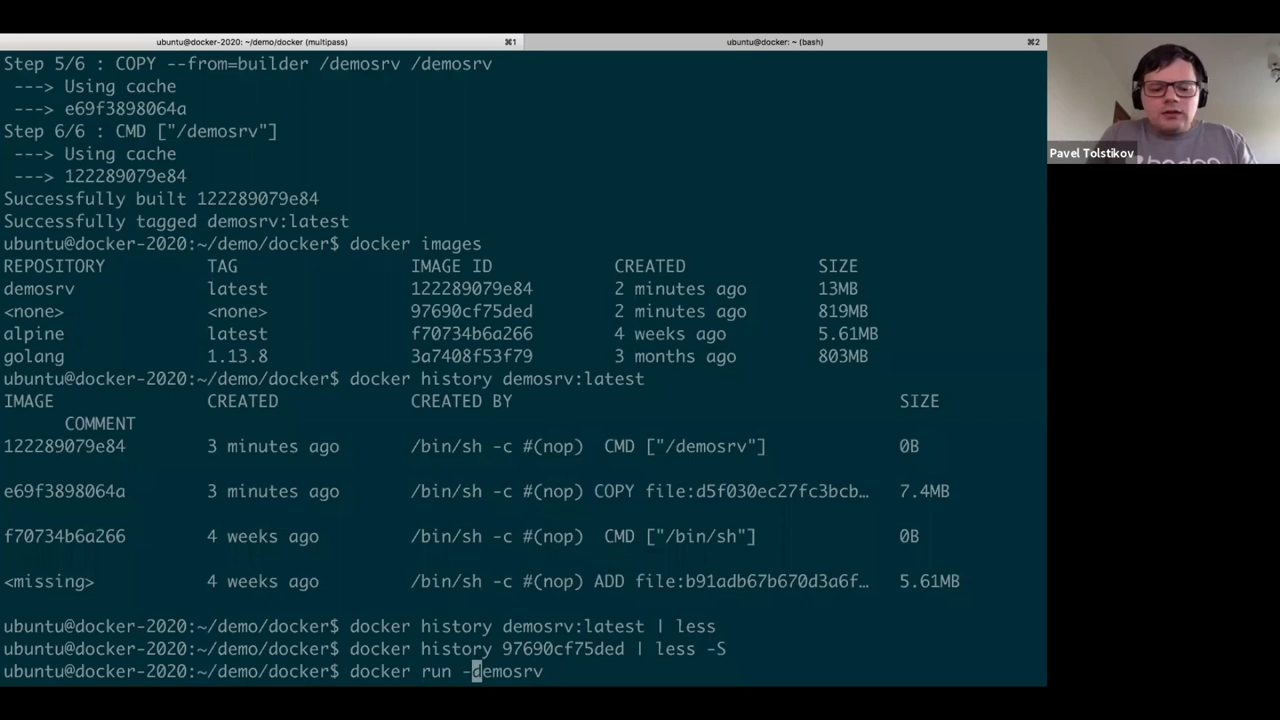 ubuntu@docker-2020: ~/demo/docker (multipass) ⌘1 ubuntu@docker: ~ (bash) ⌘2
Step 5/6 : COPY --from=builder /demosrv /demosrv
---> Using cache
---> e69f3898064a
Step 6/6 : CMD ["/demosrv"]
---> Using cache
---> 122289079e84
Successfully built 122289079e84
Successfully tagged demosrv:latest
ubuntu@docker-2020:~/demo/docker$ docker images
REPOSITORY TAG IMAGE ID CREATED SIZE
demosrv latest 122289079e84 2 minutes ago 13MB
<none> <none> 97690cf75ded 2 minutes ago 819MB
alpine latest f70734b6a266 4 weeks ago 5.61MB
golang 1.13.8 3a7408f53f79 3 months ago 803MB
ubuntu@docker-2020:~/demo/docker$ docker history demosrv:latest
IMAGE CREATED CREATED BY SIZE
COMMENT
122289079e84 3 minutes ago /bin/sh -c #(nop) CMD ["/demosrv"] 0B
e69f3898064a 3 minutes ago /bin/sh -c #(nop) COPY file:d5f030ec27fc3bcb… 7.4MB
f70734b6a266 4 weeks ago /bin/sh -c #(nop) CMD ["/bin/sh"] 0B
<missing> 4 weeks ago /bin/sh -c #(nop) ADD file:b91adb67b670d3a6f… 5.61MB
ubuntu@docker-2020:~/demo/docker$ docker history demosrv:latest | less
ubuntu@docker-2020:~/demo/docker$ docker history 97690cf75ded | less -S
ubuntu@docker-2020:~/demo/docker$ docker run -demosrv
Pavel Tolstikov